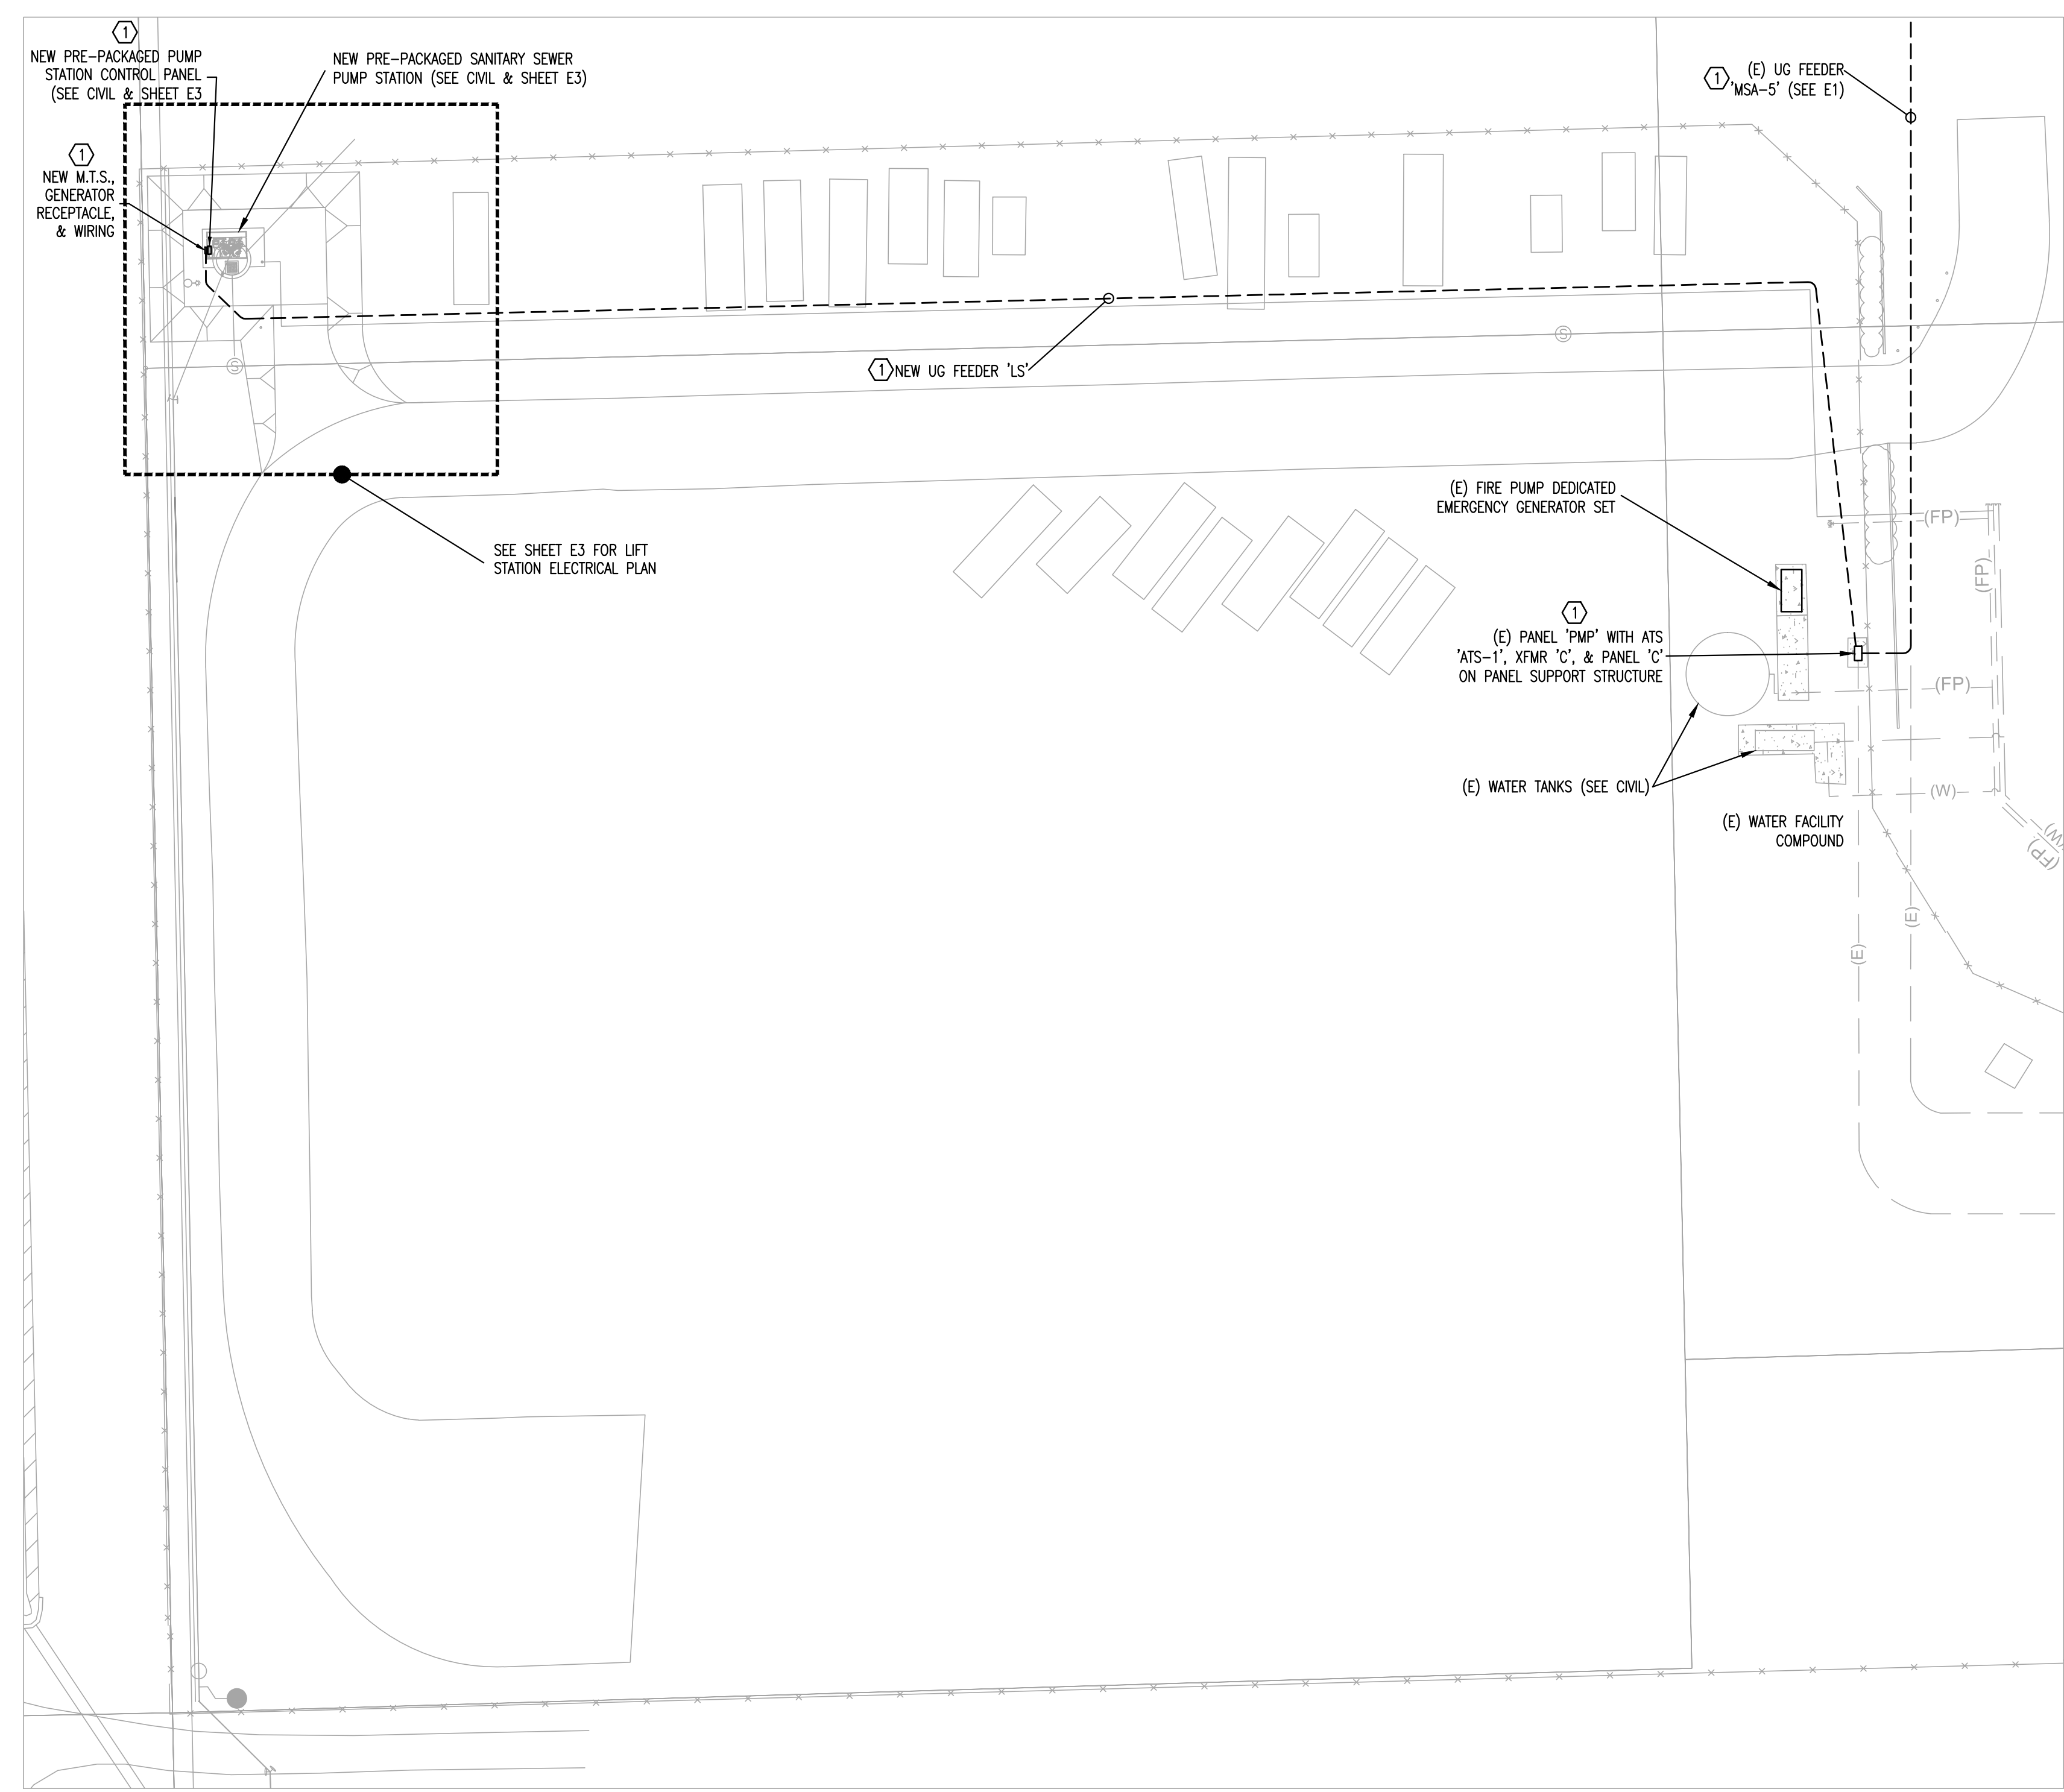 1
NEW PRE-PACKAGED PUMP
STATION CONTROL PANEL
(SEE CIVIL & SHEET E3
NEW PRE-PACKAGED SANITARY SEWER
PUMP STATION (SEE CIVIL & SHEET E3)
1
(E) UG FEEDER
'MSA-5' (SEE E1)
1
NEW M.T.S.,
GENERATOR
RECEPTACLE,
& WIRING
S
S
1
NEW UG FEEDER 'LS'
SEE SHEET E3 FOR LIFT
STATION ELECTRICAL PLAN
(E) FIRE PUMP DEDICATED
EMERGENCY GENERATOR SET
(FP)
(FP)
1
(E) PANEL 'PMP' WITH ATS
'ATS-1', XFMR 'C', & PANEL 'C'
ON PANEL SUPPORT STRUCTURE
(FP)
(E) WATER TANKS (SEE CIVIL)
(W)
(E) WATER FACILITY
COMPOUND
(W)
(FP)
(E)
(E)